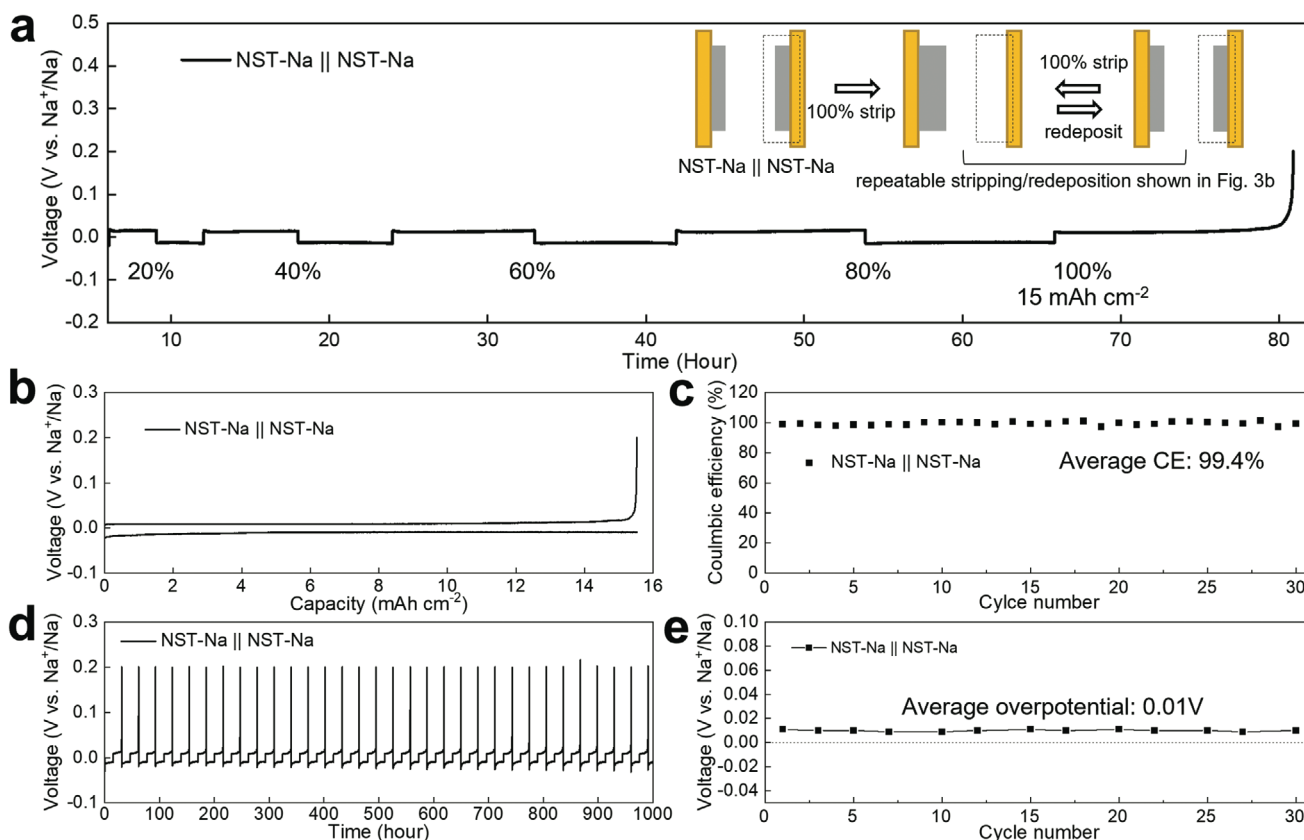 a
0.5
0.4
0.3
0.2
0.1
0.0
-0.1
-0.2
Voltage (V vs. Na⁺/Na)
NST-Na || NST-Na
NST-Na || NST-Na
100% strip
100% strip
redeposit
repeatable stripping/redeposition shown in Fig. 3b
20%
40%
60%
80%
100%
15 mAh cm⁻²
10 20 30 40 50 60 70 80
Time (Hour)
b
0.3
0.2
0.1
0.0
-0.1
Voltage (V vs. Na⁺/Na)
NST-Na || NST-Na
0 2 4 6 8 10 12 14 16
Capacity (mAh cm⁻²)
c
120
100
80
60
40
20
0
Coulmbic efficiency (%)
NST-Na || NST-Na
Average CE: 99.4%
0 5 10 15 20 25 30
Cylce number
d
0.3
0.2
0.1
0.0
-0.1
Voltage (V vs. Na⁺/Na)
NST-Na || NST-Na
0 100 200 300 400 500 600 700 800 900 1000
Time (hour)
e
0.10
0.08
0.06
0.04
0.02
0.00
-0.02
-0.04
Voltage (V vs. Na⁺/Na)
NST-Na || NST-Na
Average overpotential: 0.01V
0 5 10 15 20 25 30
Cycle number